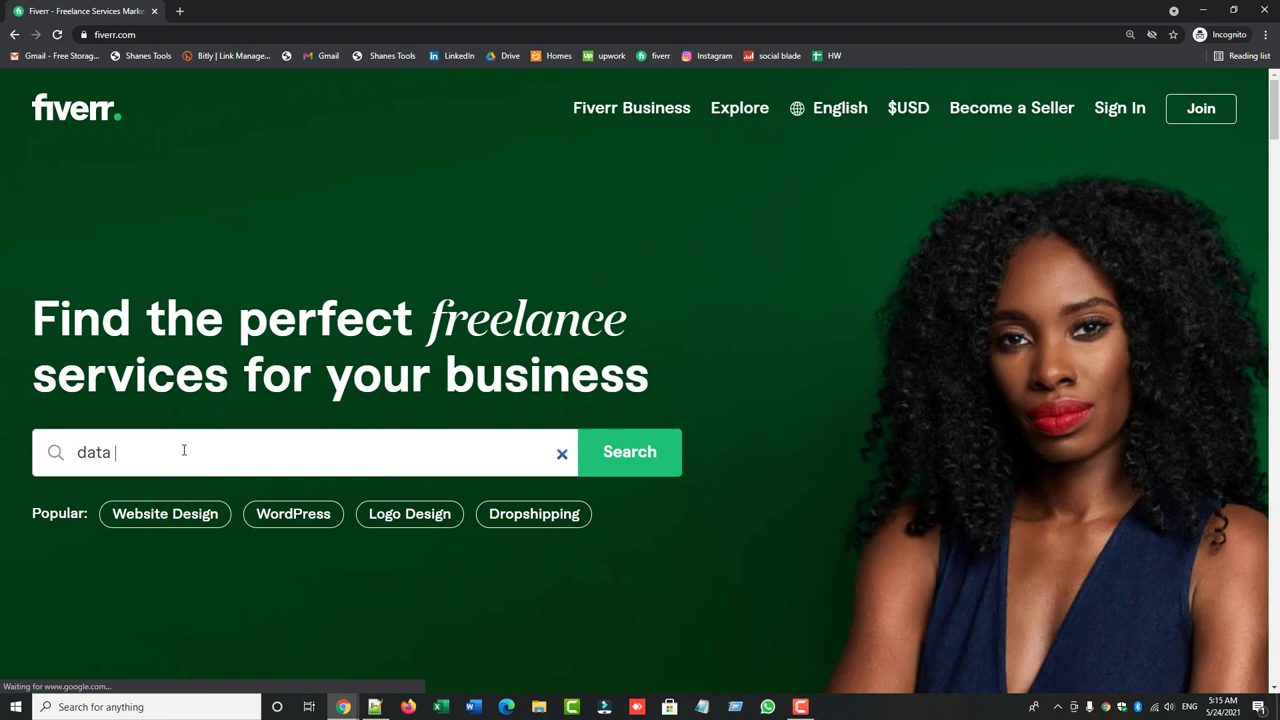 Fiverr - Freelance Services Marke
fiverr.com
Incognito
Gmail - Free Storag...
Shanes Tools
Bitly | Link Manage...
Gmail
Shanes Tools
LinkedIn
Drive
Homes
upwork
fiverr
Instagram
social blade
HW
Reading list
fiverr.
Fiverr Business
Explore
English
$USD
Become a Seller
Sign In
Join
Find the perfect freelance
services for your business
data
Search
Popular:
Website Design
WordPress
Logo Design
Dropshipping
Waiting for www.google.com...
Search for anything
ENG
5:15 AM
5/24/2021